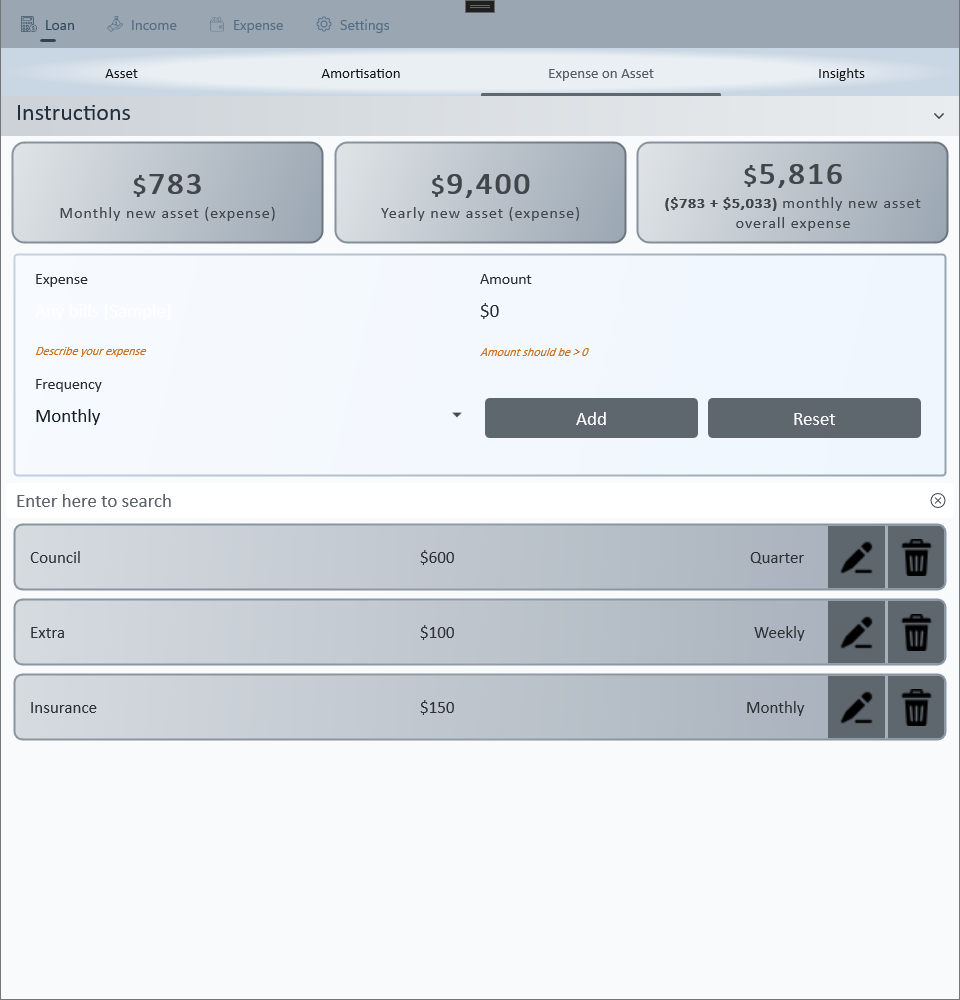 Loan Income Expense Settings
Asset Amortisation Expense on Asset Insights
Instructions
$783
Monthly new asset (expense)
$9,400
Yearly new asset (expense)
$5,816
($783 + $5,033) monthly new asset
overall expense
Expense
Any bills [Sample]
Describe your expense
Amount
$0
Amount should be > 0
Frequency
Monthly
Add
Reset
Enter here to search
Council $600 Quarter
Extra $100 Weekly
Insurance $150 Monthly